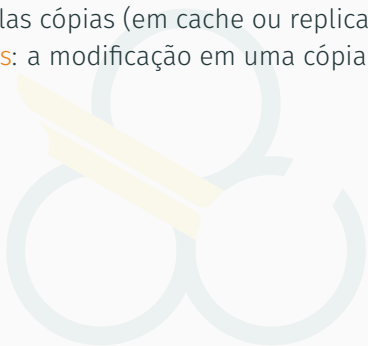 las cópias (em cache ou replica
s: a modificação em uma cópia